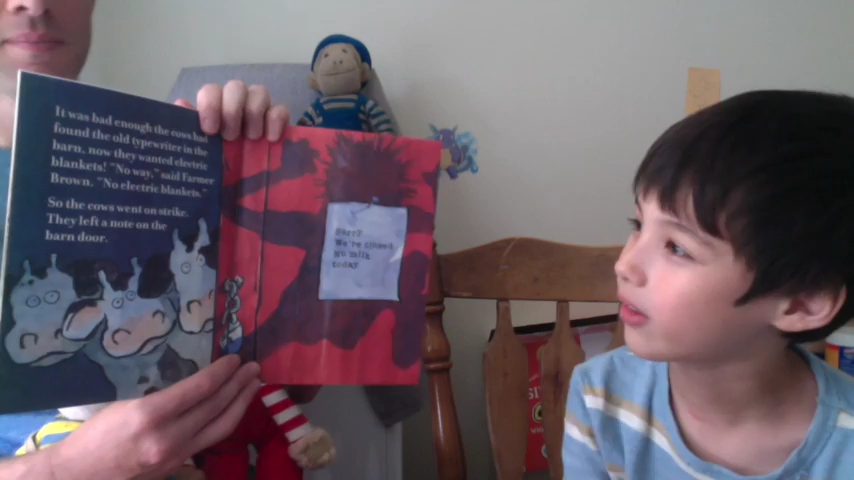 It was bad enough the cows had
found the old typewriter in the
barn, now they wanted electric
blankets! "No way," said Farmer
Brown. "No electric blankets."
So the cows went on strike.
They left a note on the
barn door.
Sorry.
We're closed.
No milk
today